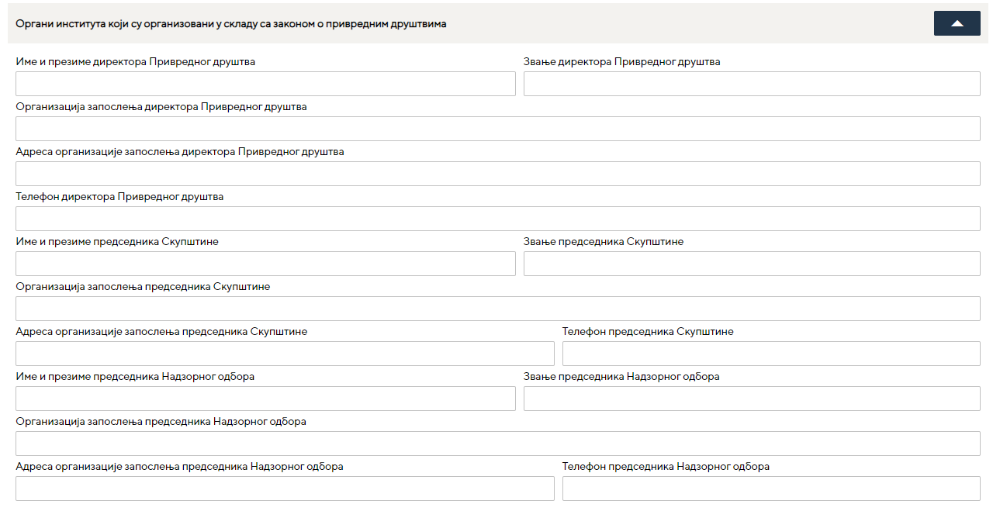 Органи института који су организовани у складу са законом о привредним друштвима
Име и презиме директора Привредног друштва
Звање директора Привредног друштва
Организација запослења директора Привредног друштва
Адреса организације запослења директора Привредног друштва
Телефон директора Привредног друштва
Име и презиме председника Скупштине
Звање председника Скупштине
Организација запослења председника Скупштине
Адреса организације запослења председника Скупштине
Телефон председника Скупштине
Име и презиме председника Надзорног одбора
Звање председника Надзорног одбора
Организација запослења председника Надзорног одбора
Адреса организације запослења председника Надзорног одбора
Телефон председника Надзорног одбора